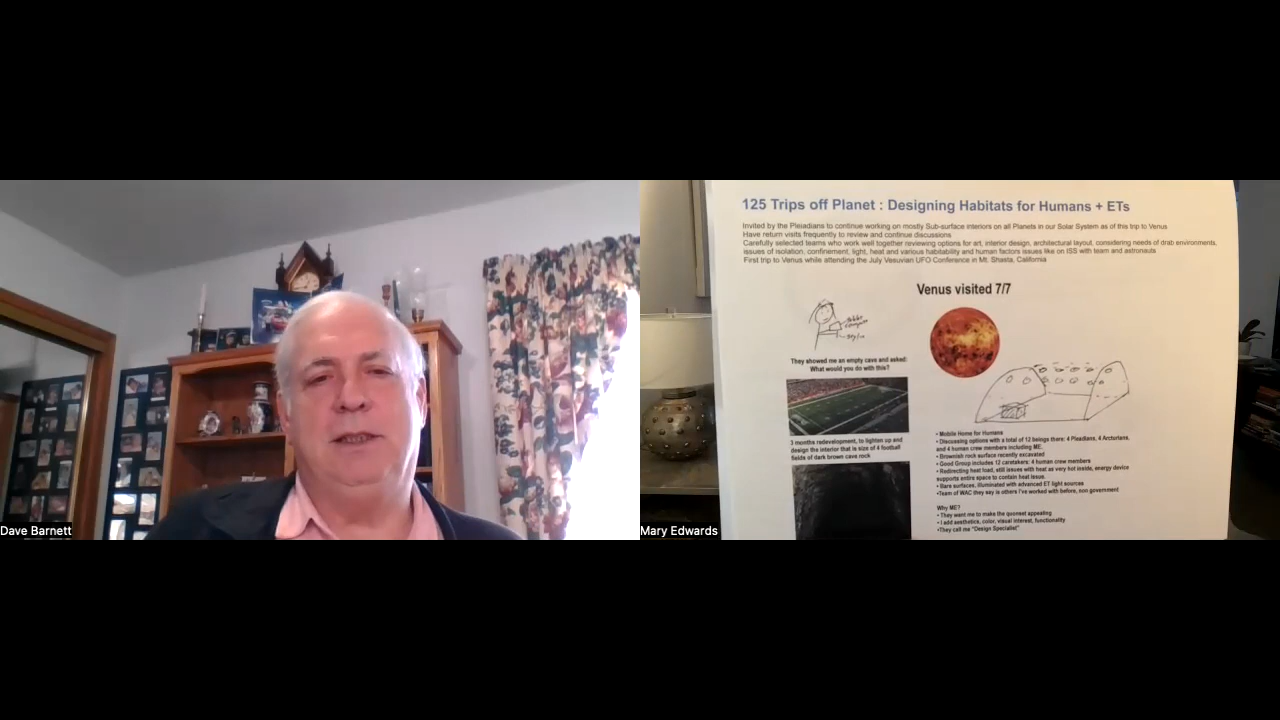 125 Trips off Planet : Designing Habitats for Humans + ETs
Invited by the Pleiadians to continue working on mostly Sub-surface interiors on all Planets in our Solar System as of this trip to Venus
Have return visits frequently to review and continue discussions
Carefully selected teams who work well together reviewing options for art, interior design, architectural layout, considering needs of drab environments,
issues of isolation, confinement, light, heat and various habitability and human factors issues like on ISS with team and astronauts
First trip to Venus while attending the July Vesuvian UFO Conference in Mt. Shasta, California
Venus visited 7/7
They showed me an empty cave and asked:
What would you do with this?
3 months redevelopment, to lighten up and
design the interior that is size of 4 football
fields of dark brown cave rock
• Mobile Home for Humans
• Discussing options with a total of 12 beings there: 4 Pleadians, 4 Arcturians,
and 4 human crew members including ME.
• Brownish rock surface recently excavated
• Good Group includes 12 caretakers: 4 human crew members
• Redirecting heat load, still issues with heat as very hot inside, energy device
supports entire space to contain heat issue.
• Bare surfaces, illuminated with advanced ET light sources
•Team of WAC they say is others I've worked with before, non government
Why ME?
• They want me to make the quonset appealing
• I add aesthetics, color, visual interest, functionality
•They call me "Design Specialist"
Dave Barnett
Mary Edwards